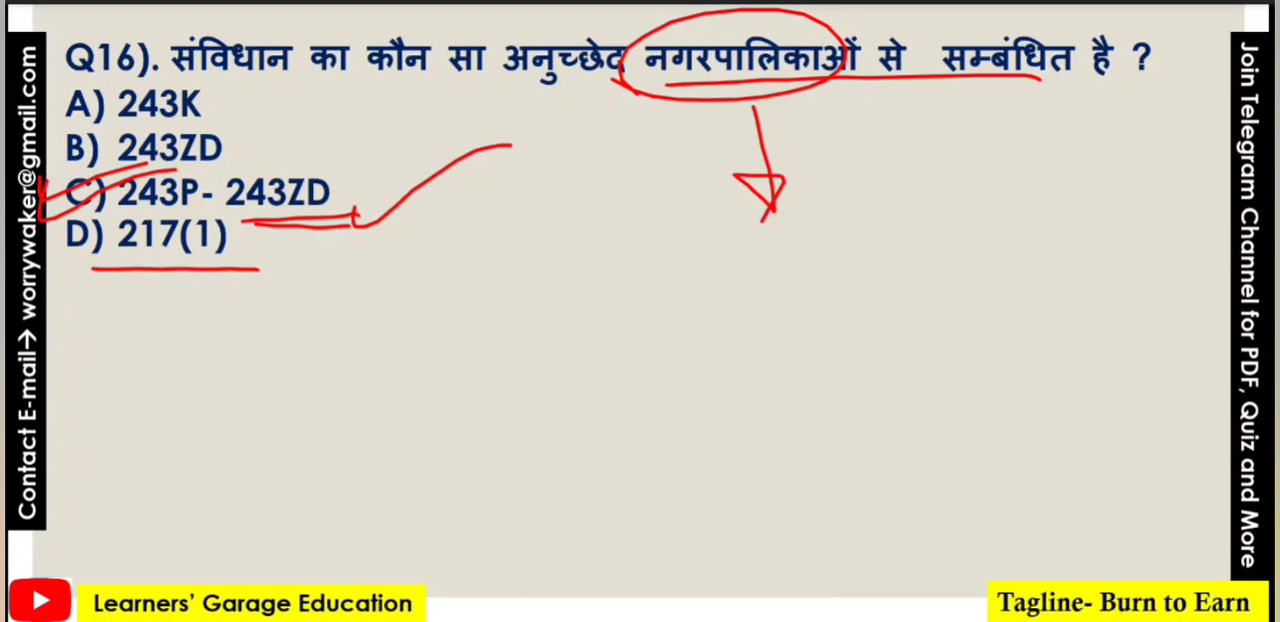 Q16). संविधान का कौन सा अनुच्छेद नगरपालिकाओं से सम्बंधित है ?
A) 243K
B) 243ZD
C) 243P- 243ZD
D) 217(1)
Contact E-mail→ worrywaker@gmail.com
Join Telegram Channel for PDF, Quiz and More
Learners’ Garage Education
Tagline- Burn to Earn